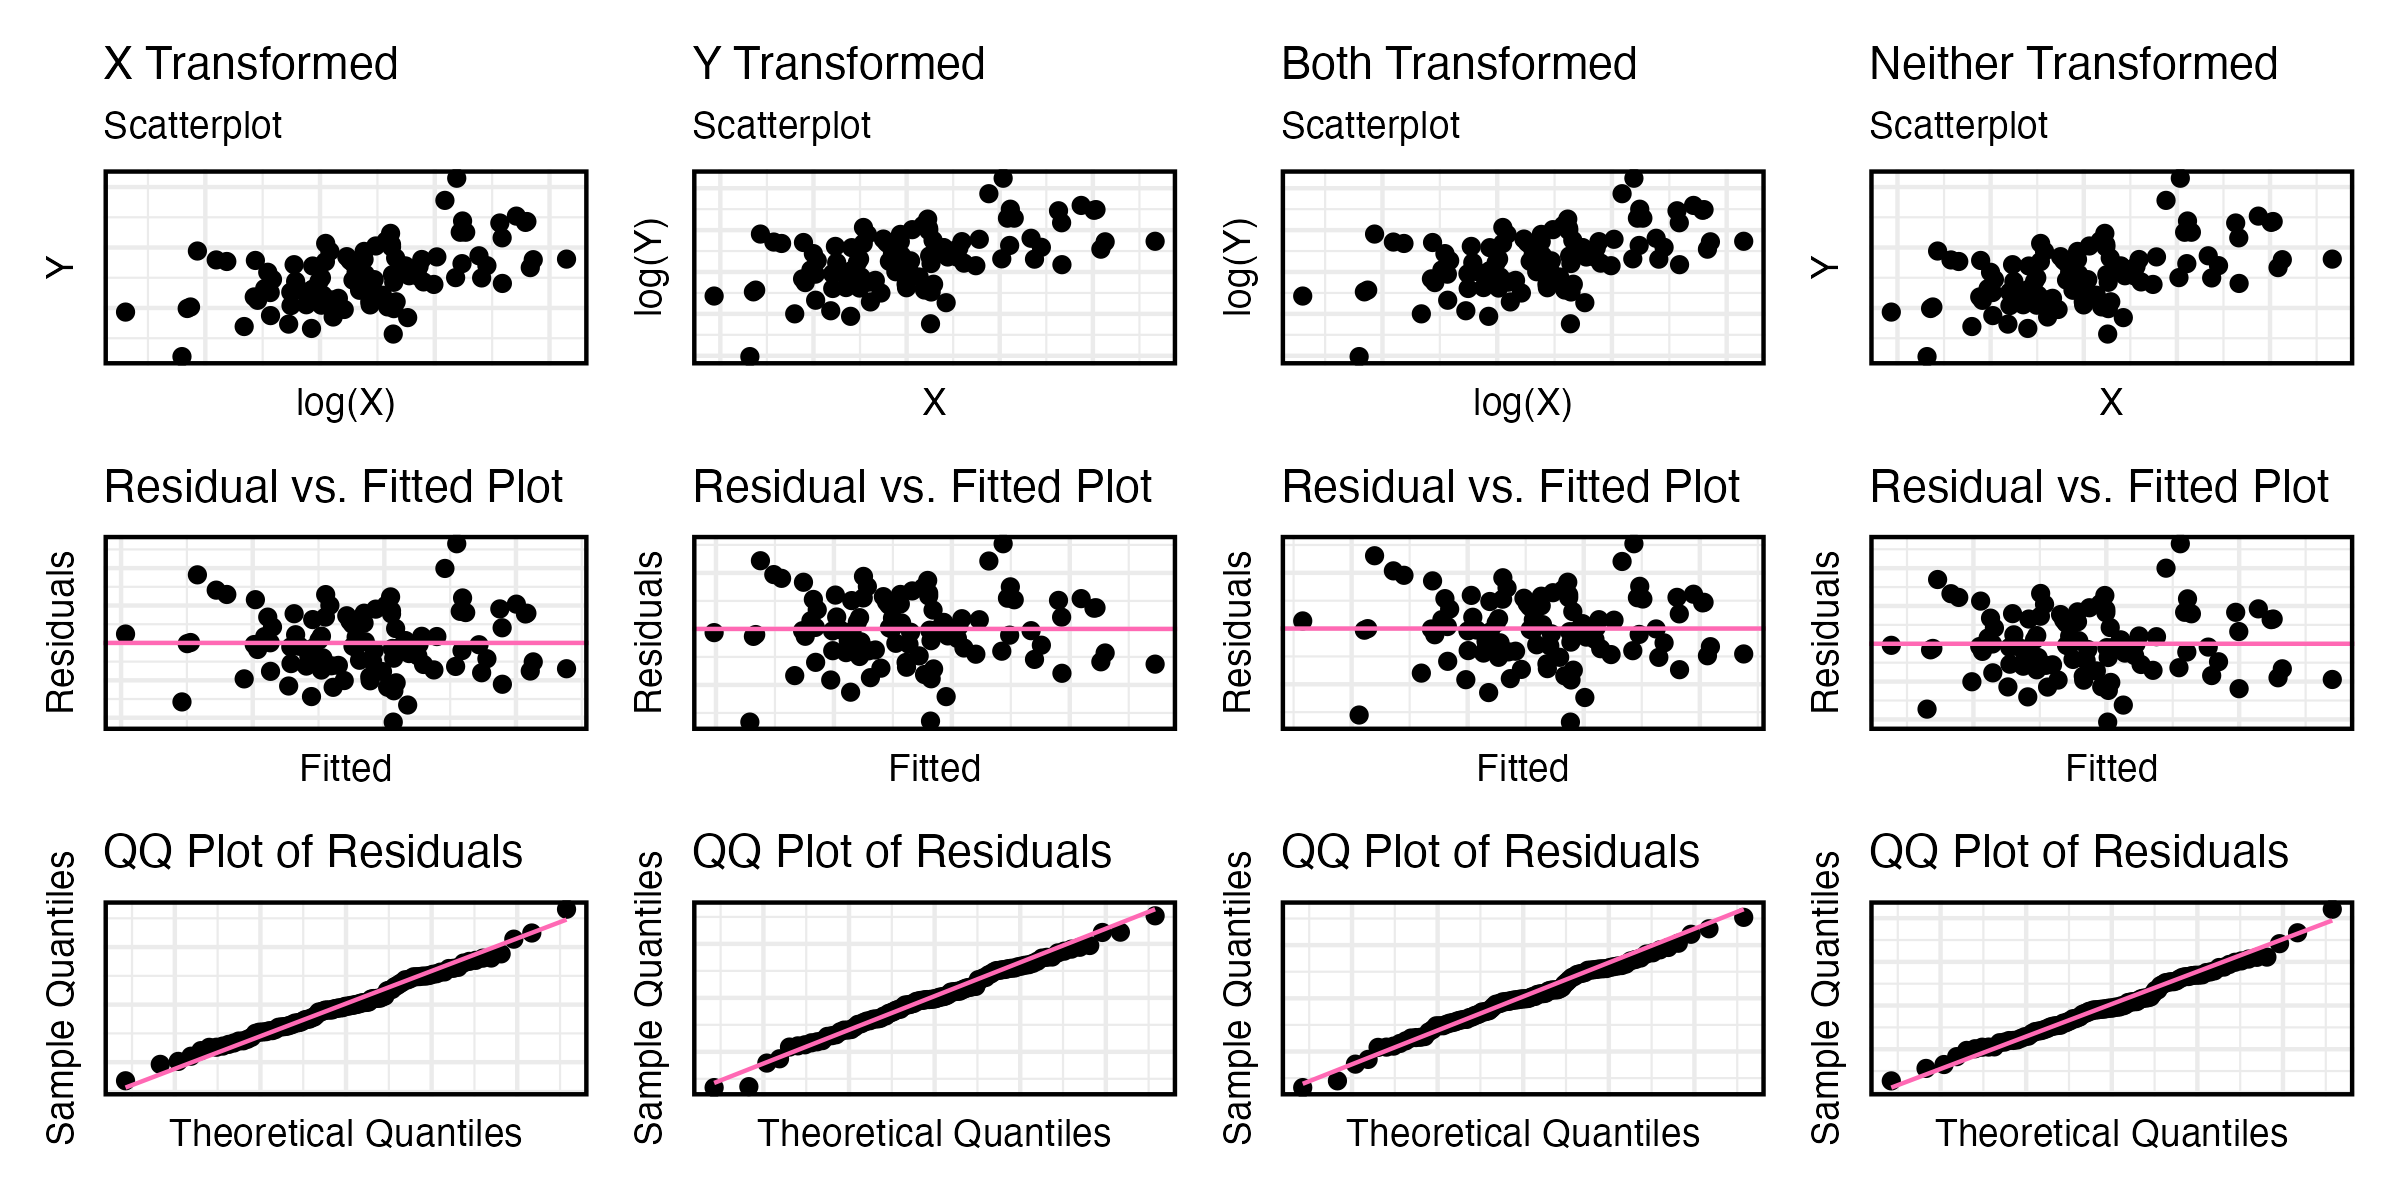 X Transformed
Scatterplot
Y
log(X)
Residual vs. Fitted Plot
Residuals
Fitted
QQ Plot of Residuals
Sample Quantiles
Theoretical Quantiles
Y Transformed
Scatterplot
log(Y)
X
Residual vs. Fitted Plot
Residuals
Fitted
QQ Plot of Residuals
Sample Quantiles
Theoretical Quantiles
Both Transformed
Scatterplot
log(Y)
log(X)
Residual vs. Fitted Plot
Residuals
Fitted
QQ Plot of Residuals
Sample Quantiles
Theoretical Quantiles
Neither Transformed
Scatterplot
Y
X
Residual vs. Fitted Plot
Residuals
Fitted
QQ Plot of Residuals
Sample Quantiles
Theoretical Quantiles